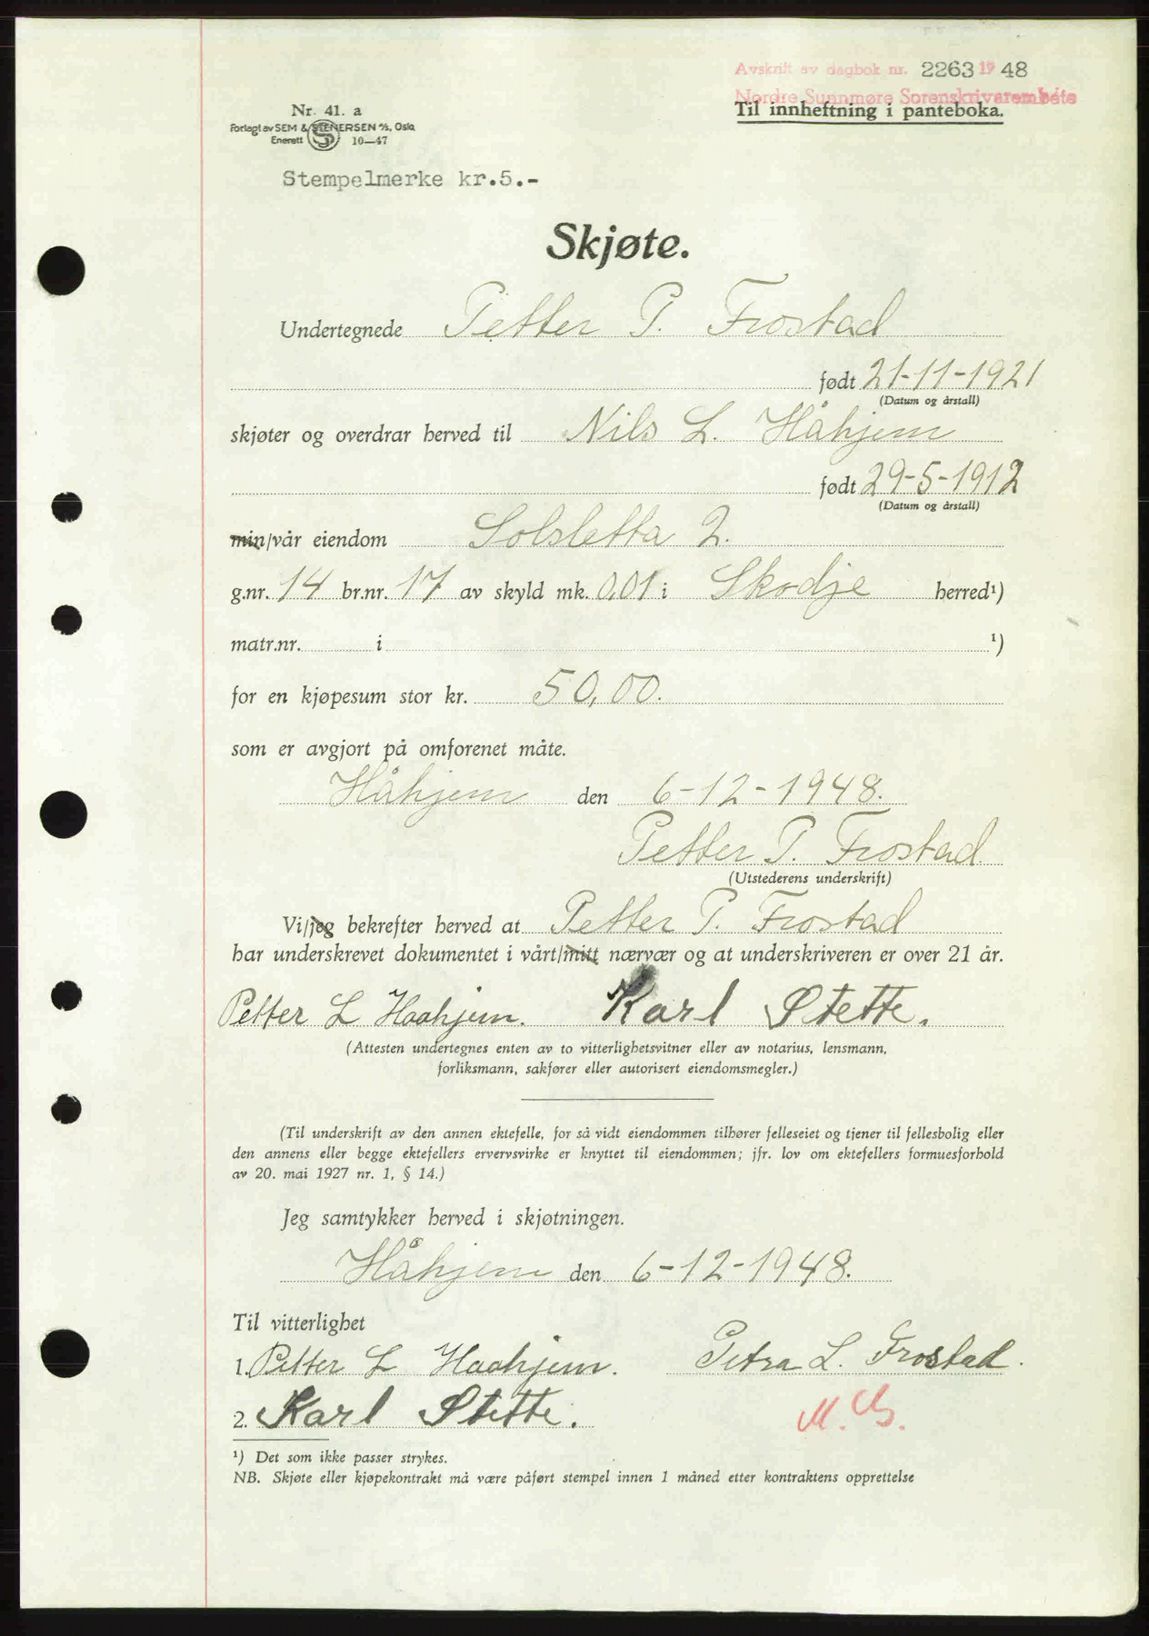 Avskrift av dagbok nr. 2263 19 48
Nordre Sunnmøre Sorenskriverembete
Til innheftning i panteboka.
Nr. 41. a
Forlagt av SEM & STENERSEN A/S, Oslo
Enerett 10—47
Stempelmerke kr.5.-
Skjøte.
Undertegnede Petter P. Frostad
født 21-11-1921
(Datum og årstall)
skjøter og overdrar herved til Nils L. Håhjem
født 29-5-1912
(Datum og årstall)
min/vår eiendom Solsletta 2.
g.nr. 14 br.nr. 17 av skyld mk. 0,01 i Skodje herred¹)
matr.nr. i ¹)
for en kjøpesum stor kr. 50,00.
som er avgjort på omforenet måte.
Håhjem den 6-12-1948.
Petter P. Frostad.
(Utstederens underskrift)
Vi/jeg bekrefter herved at Petter P. Frostad
har underskrevet dokumentet i vårt/mitt nærvær og at underskriveren er over 21 år.
Petter L Haahjem. Karl Stette.
(Attesten undertegnes enten av to vitterlighetsvitner eller av notarius, lensmann,
forliksmann, sakfører eller autorisert eiendomsmegler.)
(Til underskrift av den annen ektefelle, for så vidt eiendommen tilhører felleseiet og tjener til fellesbolig eller
den annens eller begge ektefellers ervervsvirke er knyttet til eiendommen; jfr. lov om ektefellers formuesforhold
av 20. mai 1927 nr. 1, § 14.)
Jeg samtykker herved i skjøtningen.
Håhjem den 6-12-1948.
Til vitterlighet
1. Petter L Haahjem. Petra L. Frostad.
2. Karl Stette.
¹) Det som ikke passer strykes.
NB. Skjøte eller kjøpekontrakt må være påført stempel innen 1 måned etter kontraktens opprettelse